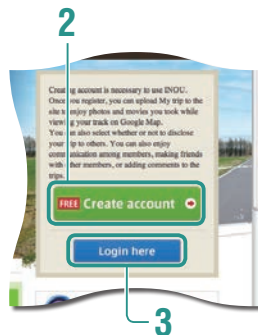 2
Creating account is necessary to use INOU.
Once you register, you can upload My trip to the
site to enjoy photos and movies you took while
viewing your track on Google Map.
You can also select whether or not to disclose
your trip to others. You can also enjoy
communication among members, making friends
with other members, or adding comments to the
trips.
FREE Create account
Login here
3